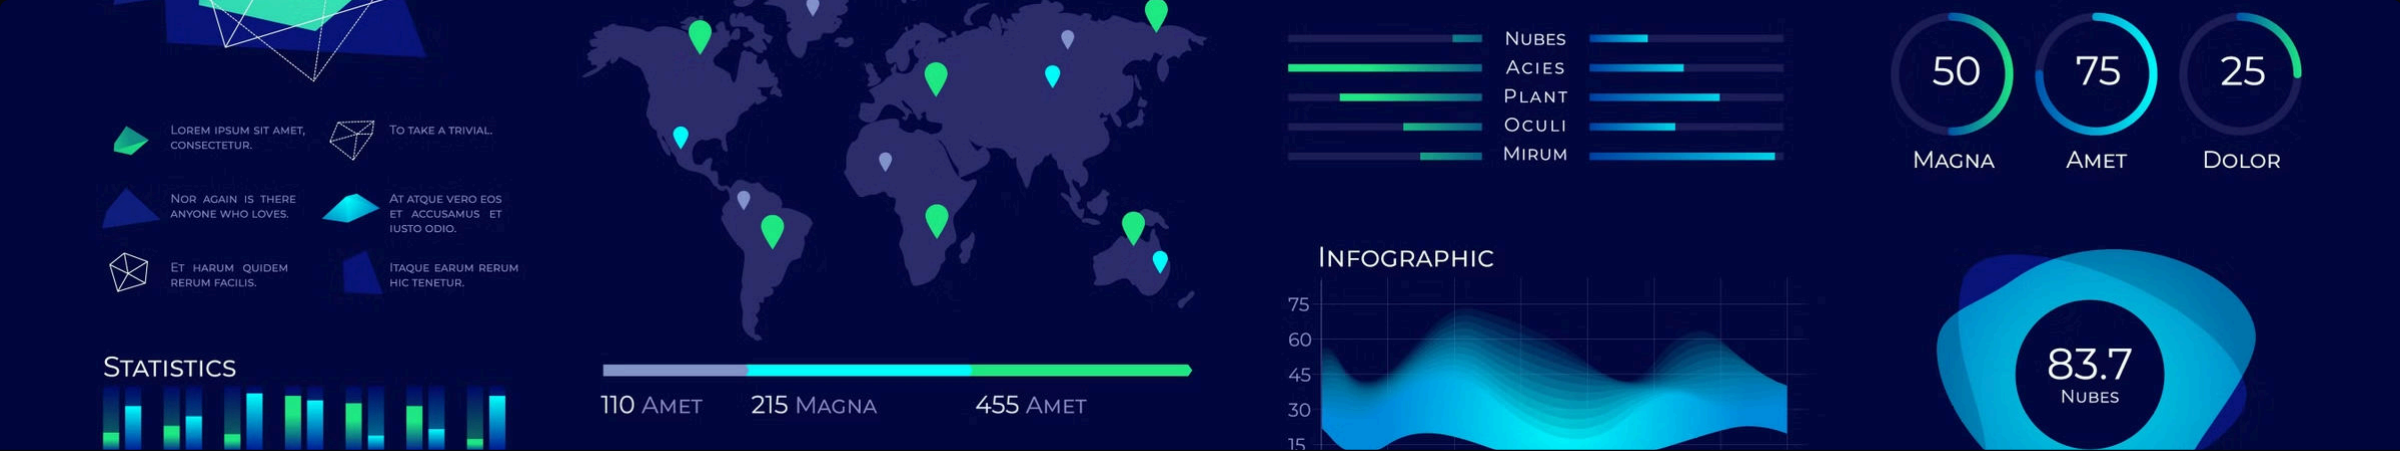 Lorem ipsum sit amet,
consectetur.
To take a trivial.
Nor again is there
anyone who loves.
At atque vero eos
et accusamus et
iusto odio.
Et harum quidem
rerum facilis.
Itaque earum rerum
hic tenetur.
Statistics
110 Amet
215 Magna
455 Amet
Nubes
Acies
Plant
Oculi
Mirum
Infographic
75
60
45
30
15
50
Magna
75
Amet
25
Dolor
83.7
Nubes